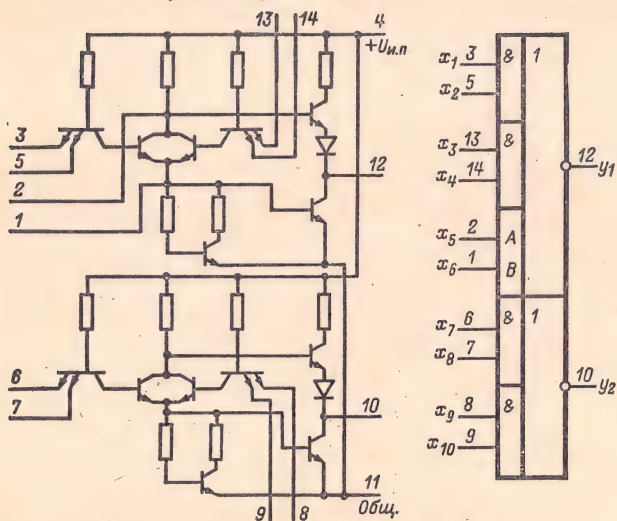 13 14
4
+Uи.п
3
5
2
1
12
6
7
10
11
Общ.
9 8
x1 3 & 1
x2 5
x3 13 &
x4 14
12 y1
x5 2 A
x6 1 B
x7 6 & 1
x8 7
10 y2
x9 8 &
x10 9